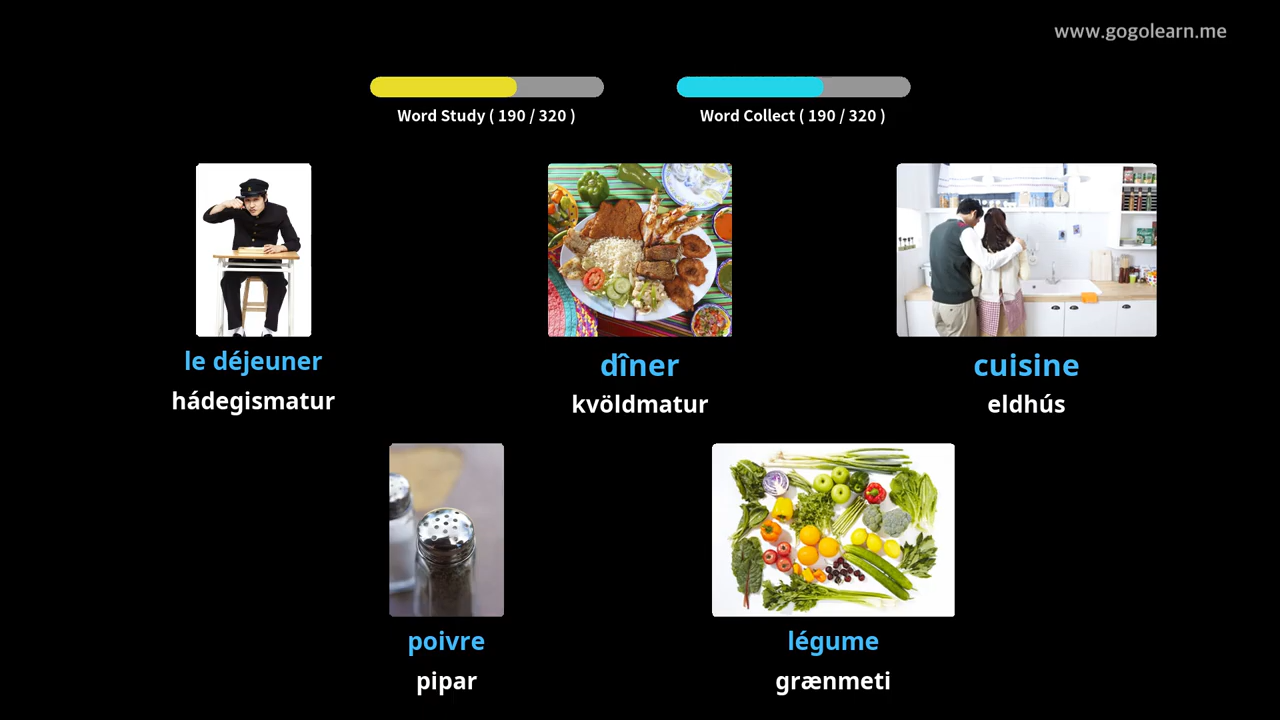 www.gogolearn.me
Word Study ( 190 / 320 )
Word Collect ( 190 / 320 )
le déjeuner
hádegismatur
dîner
kvöldmatur
cuisine
eldhús
poivre
pipar
légume
grænmeti